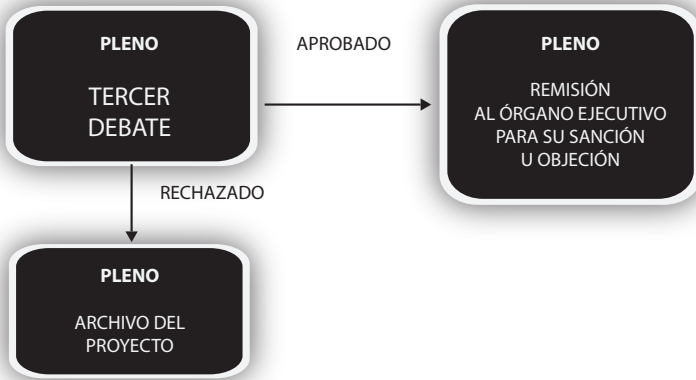 PLENO
TERCER
DEBATE
APROBADO
PLENO
REMISIÓN
AL ÓRGANO EJECUTIVO
PARA SU SANCIÓN
U OBJECIÓN
RECHAZADO
PLENO
ARCHIVO DEL
PROYECTO